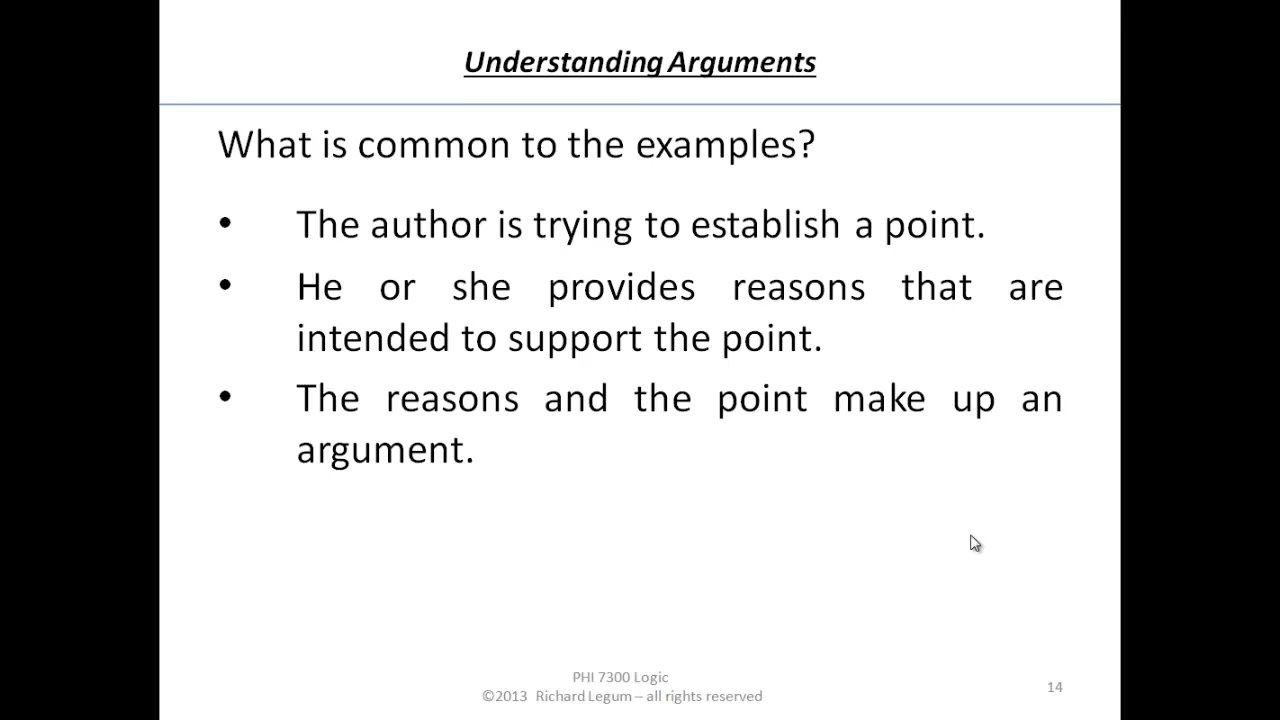 Understanding Arguments
What is common to the examples?
• The author is trying to establish a point.
• He or she provides reasons that are
intended to support the point.
• The reasons and the point make up an
argument.
PHI 7300 Logic
©2013 Richard Legum – all rights reserved
14